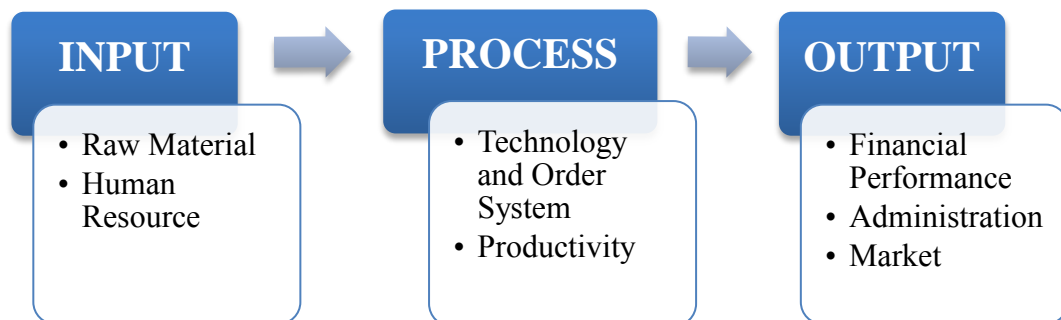 INPUT
• Raw Material
• Human
Resource
PROCESS
• Technology
and Order
System
• Productivity
OUTPUT
• Financial
Performance
• Administration
• Market